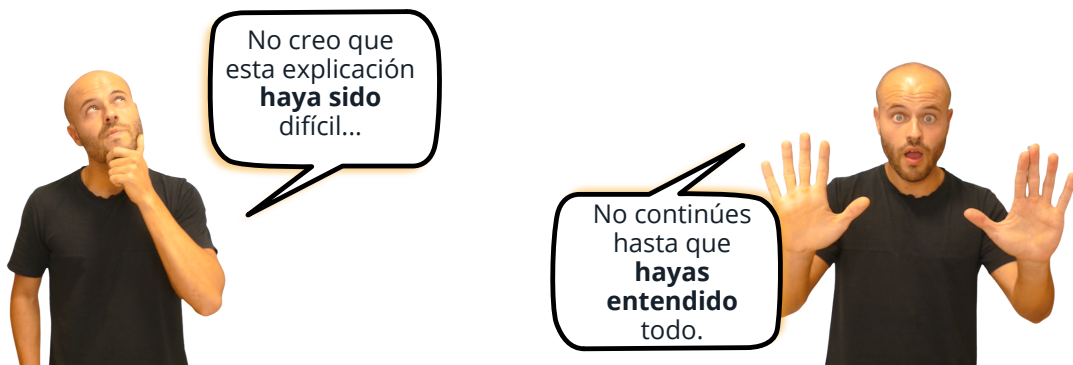 No creo que
esta explicación
haya sido
difícil...
No continúes
hasta que
hayas
entendido
todo.